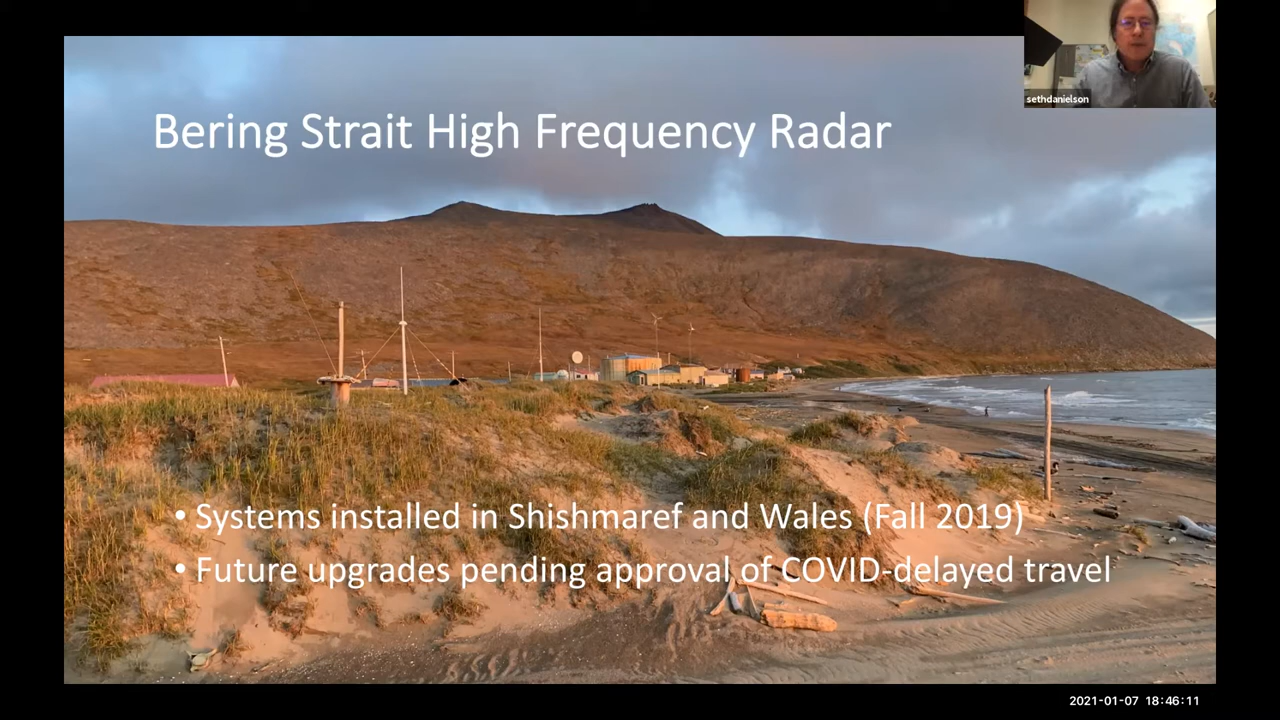 sethdanielson
Bering Strait High Frequency Radar
• Systems installed in Shishmaref and Wales (Fall 2019)
• Future upgrades pending approval of COVID-delayed travel
2021-01-07 18:46:11